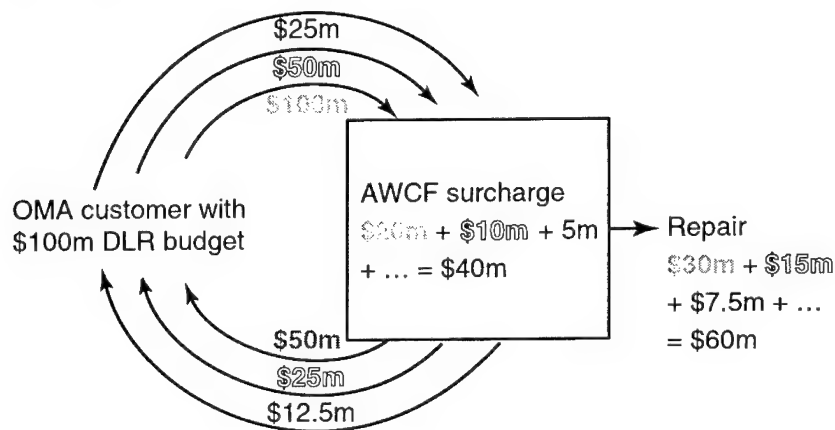 $25m
$50m
$100m
AWCF surcharge
$20m + $10m + 5m
+ ... = $40m
OMA customer with
$100m DLR budget
Repair
$30m + $15m
+ $7.5m + ...
= $60m
$50m
$25m
$12.5m